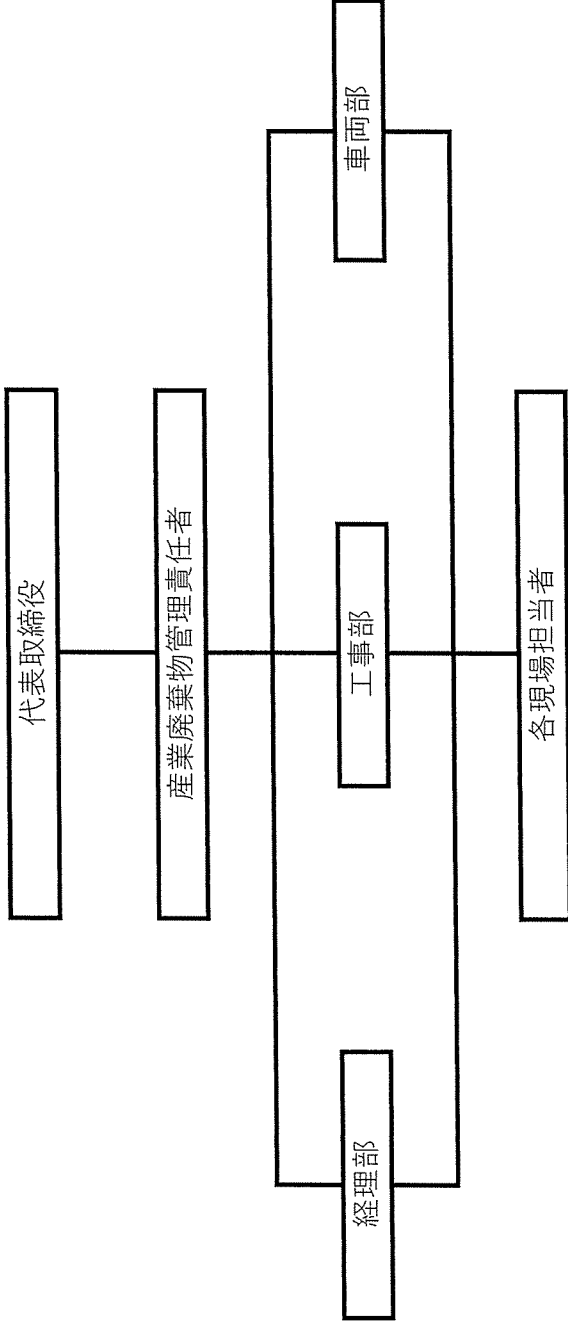 代表取締役
産業廃棄物管理責任者
経理部
工事部
車両部
各現場担当者